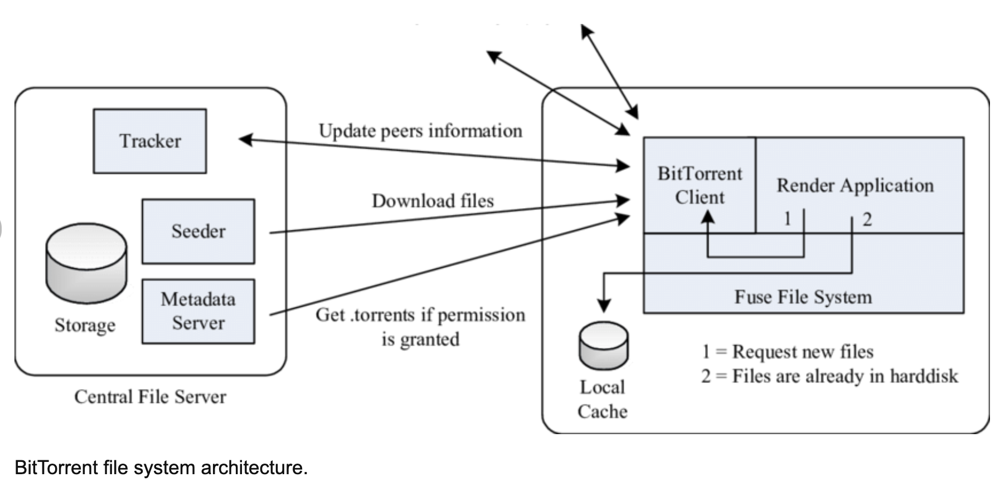 Update peers information
Tracker
BitTorrent
Client
Render Application
1
2
Download files
Seeder
Metadata
Server
Storage
Get .torrents if permission
is granted
Fuse File System
Local
Cache
1 = Request new files
2 = Files are already in harddisk
Central File Server
BitTorrent file system architecture.